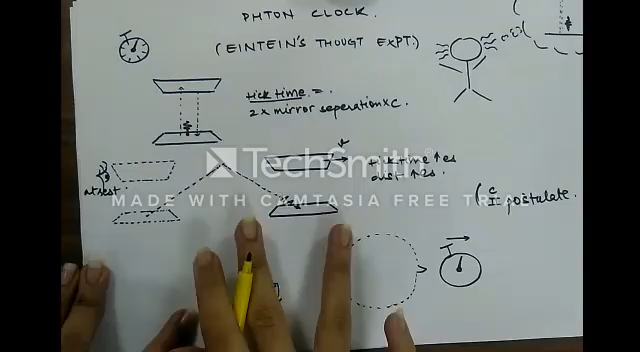 PHTON CLOCK.
(EINTEIN'S THOUGT EXPT.)
tick time =
2 x mirror seperation x c.
v
tick time ↑es
dist ↑es
at rest
TechSmith
MADE WITH CAMTASIA FREE TRIAL
postulate.